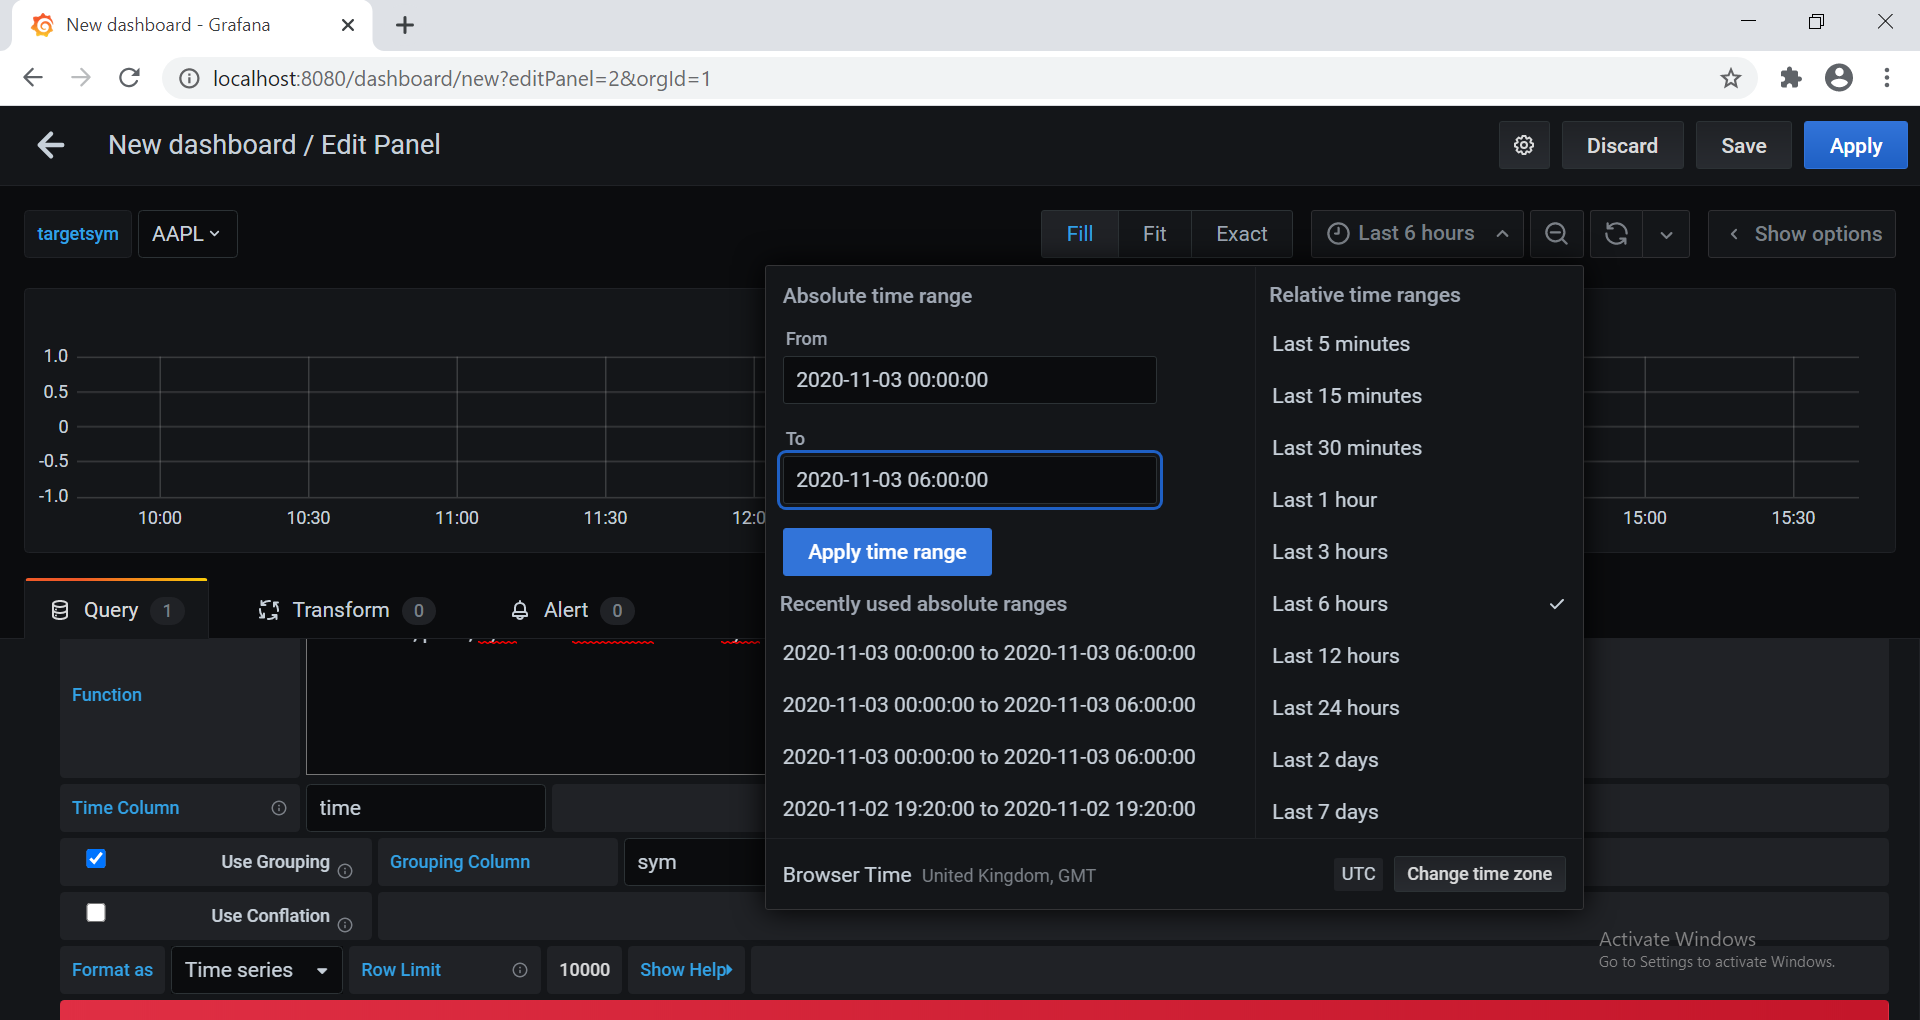 New dashboard - Grafana
localhost:8080/dashboard/new?editPanel=2&orgId=1
New dashboard / Edit Panel
Discard
Save
Apply
targetsym
AAPL
Fill
Fit
Exact
Last 6 hours
Show options
1.0
0.5
0
-0.5
-1.0
10:00
10:30
11:00
11:30
12:0
15:00
15:30
Absolute time range
From
2020-11-03 00:00:00
To
2020-11-03 06:00:00
Apply time range
Recently used absolute ranges
2020-11-03 00:00:00 to 2020-11-03 06:00:00
2020-11-03 00:00:00 to 2020-11-03 06:00:00
2020-11-03 00:00:00 to 2020-11-03 06:00:00
2020-11-02 19:20:00 to 2020-11-02 19:20:00
Relative time ranges
Last 5 minutes
Last 15 minutes
Last 30 minutes
Last 1 hour
Last 3 hours
Last 6 hours
Last 12 hours
Last 24 hours
Last 2 days
Last 7 days
Browser Time United Kingdom, GMT
UTC
Change time zone
Query 1
Transform 0
Alert 0
Function
Time Column
time
Use Grouping
Grouping Column
sym
Use Conflation
Format as
Time series
Row Limit
10000
Show Help
Activate Windows
Go to Settings to activate Windows.